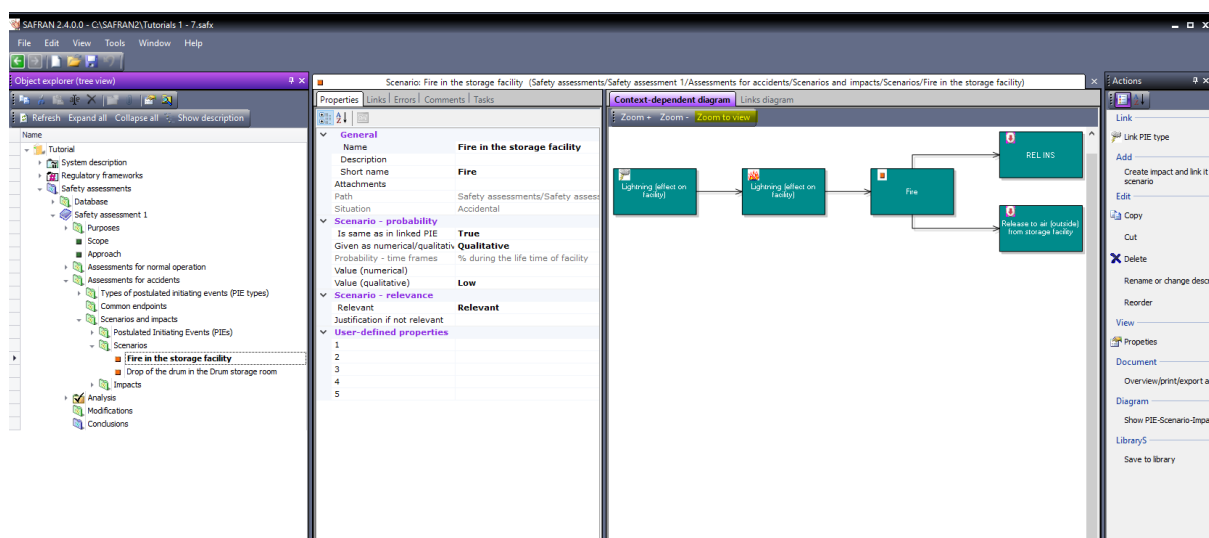 SAFRAN 2.4.0.0 - C:\SAFRAN2\Tutorials 1 - 7.safx
File Edit View Tools Window Help
Object explorer (tree view)
Refresh Expand all Collapse all Show description
Name
Tutorial
System description
Regulatory frameworks
Safety assessments
Database
Safety assessment 1
Purposes
Scope
Approach
Assessments for normal operation
Assessments for accidents
Types of postulated initiating events (PIE types)
Common endpoints
Scenarios and impacts
Postulated Initiating Events (PIEs)
Scenarios
Fire in the storage facility
Drop of the drum in the Drum storage room
Impacts
Analysis
Modifications
Conclusions
Scenario: Fire in the storage facility (Safety assessments/Safety assessment 1/Assessments for accidents/Scenarios and impacts/Scenarios/Fire in the storage facility)
Properties Links Errors Comments Tasks
General
Name Fire in the storage facility
Description
Short name Fire
Attachments
Path Safety assessments/Safety assess
Situation Accidental
Scenario - probability
Is same as in linked PIE True
Given as numerical/qualitativ Qualitative
Probability - time frames % during the life time of facility
Value (numerical)
Value (qualitative) Low
Scenario - relevance
Relevant Relevant
Justification if not relevant
User-defined properties
1
2
3
4
5
Context-dependent diagram Links diagram
Zoom + Zoom - Zoom to view
Lightning (effect on
facility)
Lightning (effect on
facility)
Fire
REL INS
Release to air (outside)
from storage facility
Actions
Link
Link PIE type
Add
Create impact and link it
scenario
Edit
Copy
Cut
Delete
Rename or change descr
Reorder
View
Propeties
Document
Overview/print/export a
Diagram
Show PIE-Scenario-Impa
LibraryS
Save to library